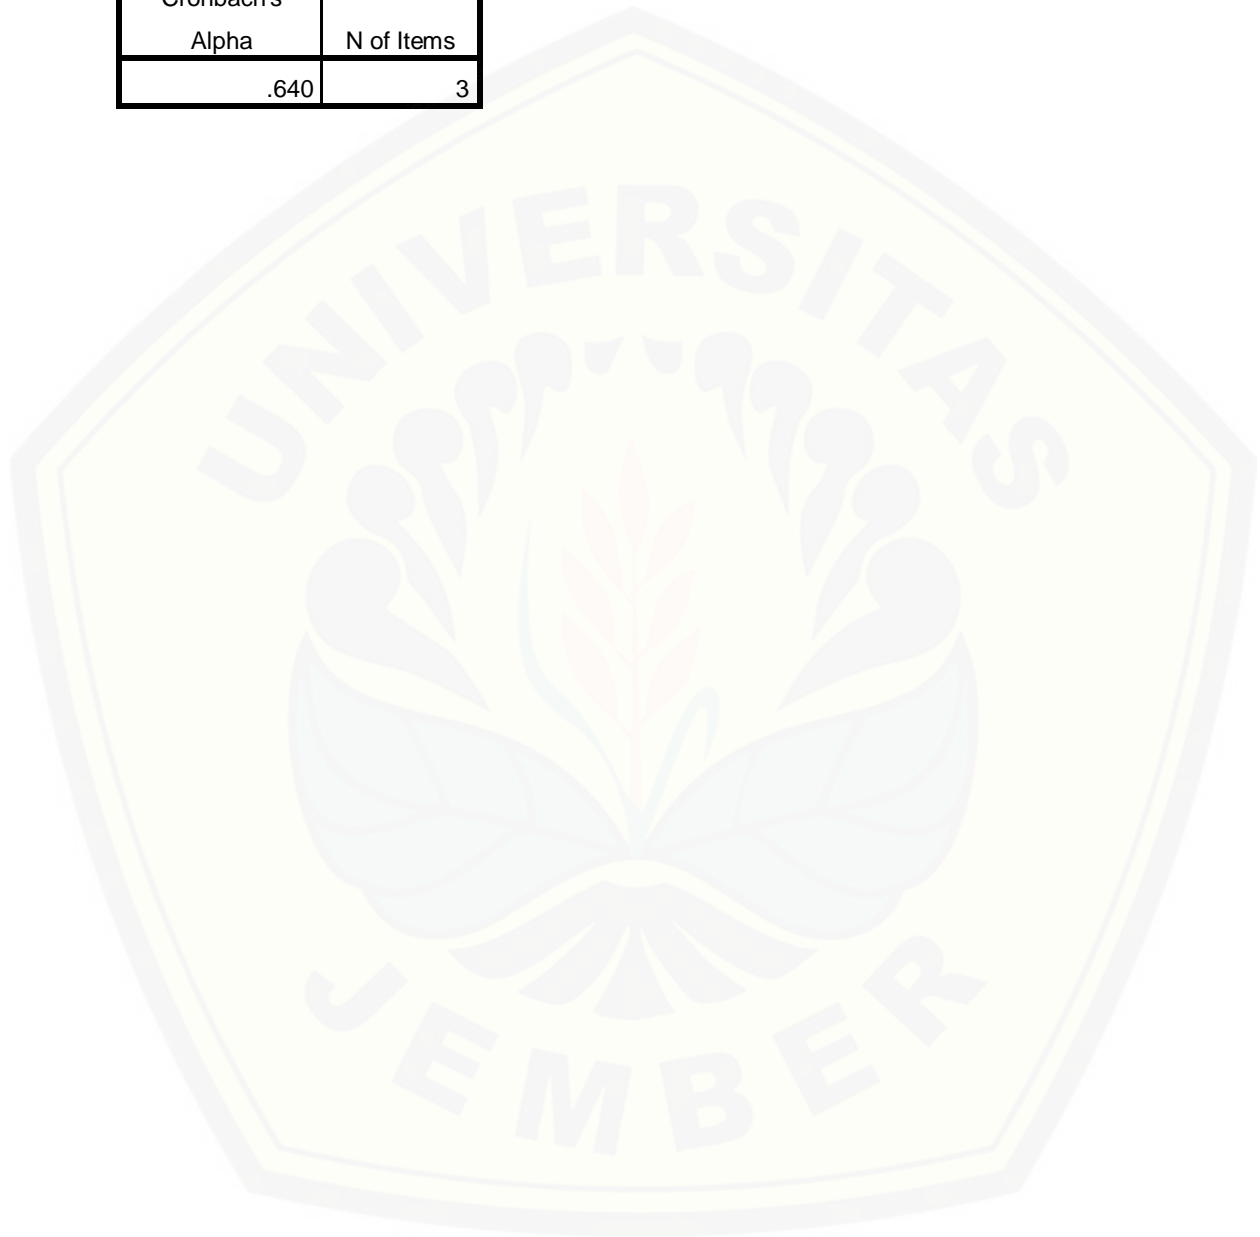 Cronbach's
Alpha N of Items
.640 3
UNIVERSITAS
JEMBER